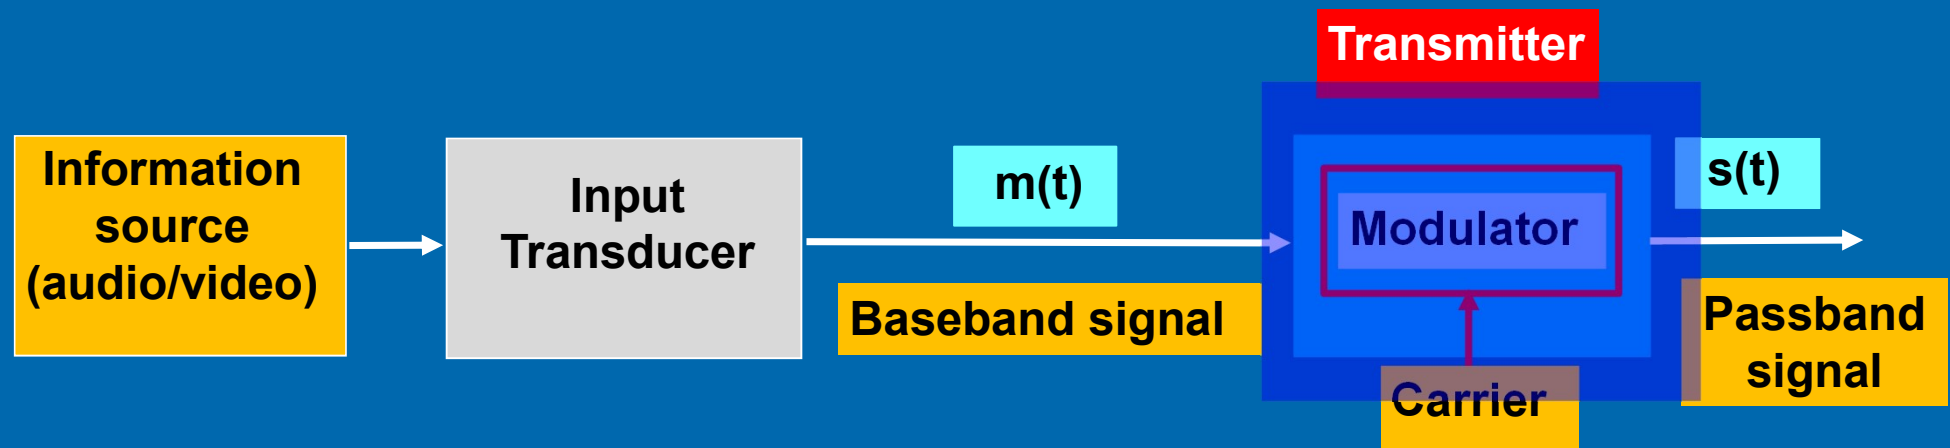 Transmitter
Information
source
(audio/video)
Input
Transducer
m(t)
Baseband signal
Modulator
Carrier
s(t)
Passband
signal